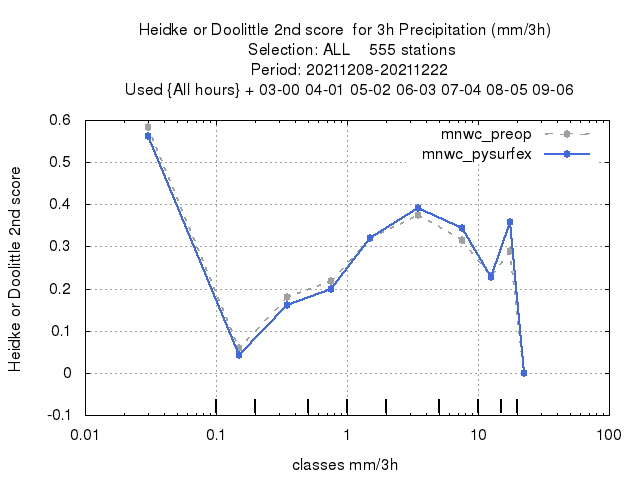 Heidke or Doolittle 2nd score  for 3h Precipitation (mm/3h)
Selection: ALL    555 stations
Period: 20211208-20211222
Used {All hours} + 03-00 04-01 05-02 06-03 07-04 08-05 09-06
mnwc_preop
mnwc_pysurfex
Heidke or Doolittle 2nd score
0.6
0.5
0.4
0.3
0.2
0.1
0
-0.1
0.01 0.1 1 10 100
classes mm/3h